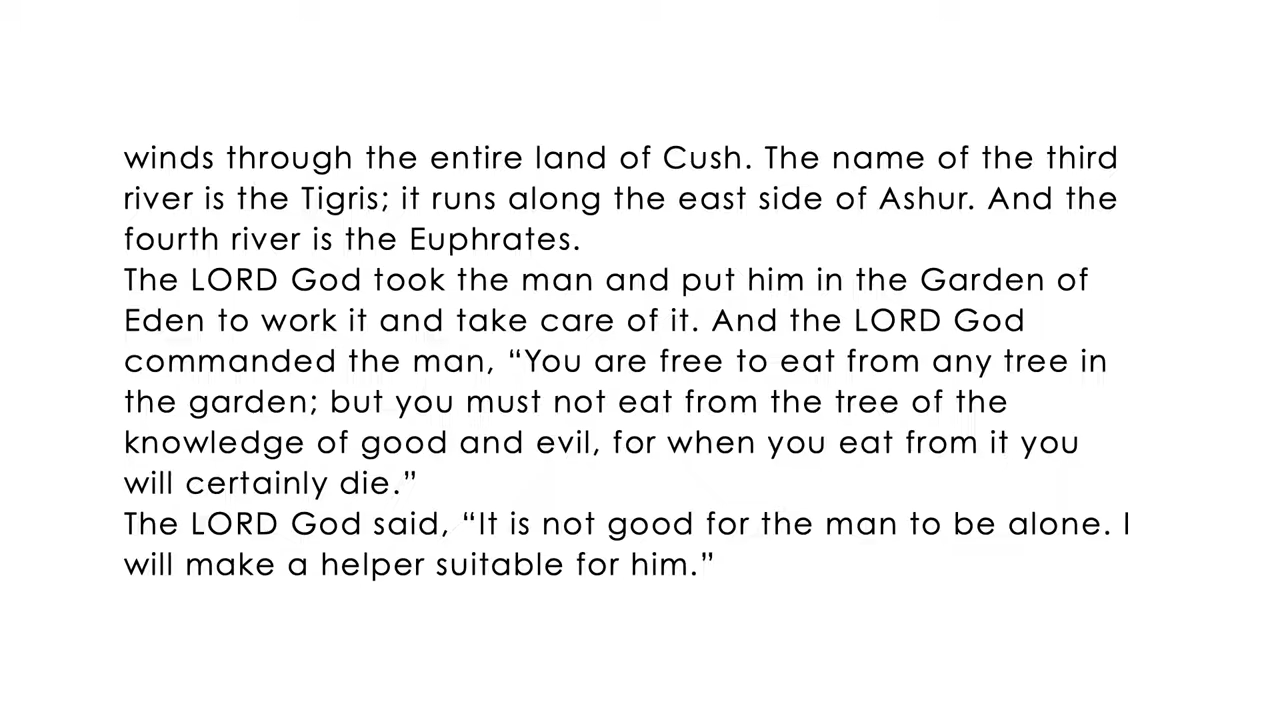 winds through the entire land of Cush. The name of the third
river is the Tigris; it runs along the east side of Ashur. And the
fourth river is the Euphrates.
The LORD God took the man and put him in the Garden of
Eden to work it and take care of it. And the LORD God
commanded the man, “You are free to eat from any tree in
the garden; but you must not eat from the tree of the
knowledge of good and evil, for when you eat from it you
will certainly die.”
The LORD God said, “It is not good for the man to be alone. I
will make a helper suitable for him.”